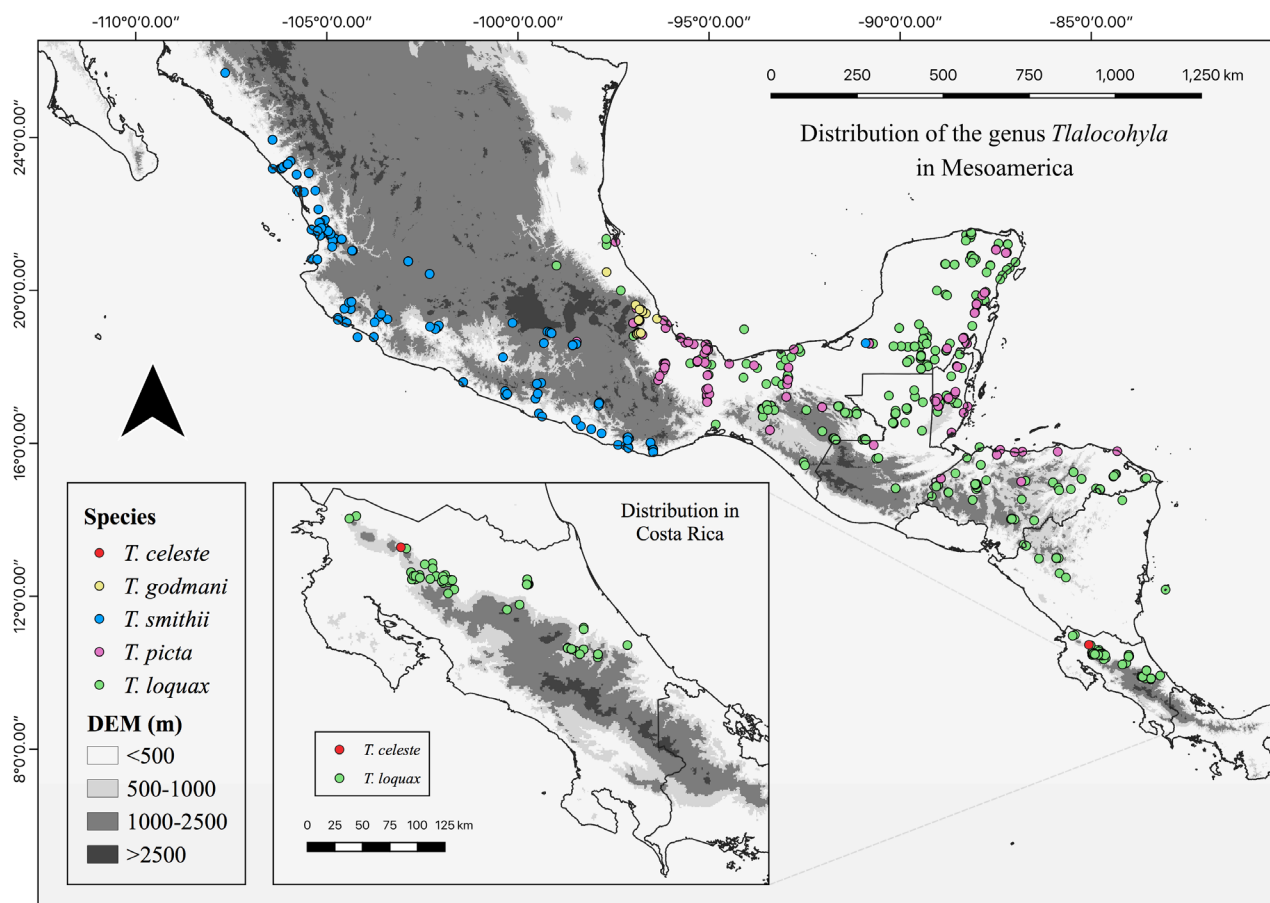 -110°0′0.00″ -105°0′0.00″ -100°0′0.00″ -95°0′0.00″ -90°0′0.00″ -85°0′0.00″
0 250 500 750 1,000 1,250 km
Distribution of the genus Tlalocohyla
in Mesoamerica
24°0′0.00″
20°0′0.00″
16°0′0.00″
12°0′0.00″
8°0′0.00″
Species
T. celeste
T. godmani
T. smithii
T. picta
T. loquax
DEM (m)
<500
500-1000
1000-2500
>2500
Distribution in
Costa Rica
T. celeste
T. loquax
0 25 50 75 100 125 km